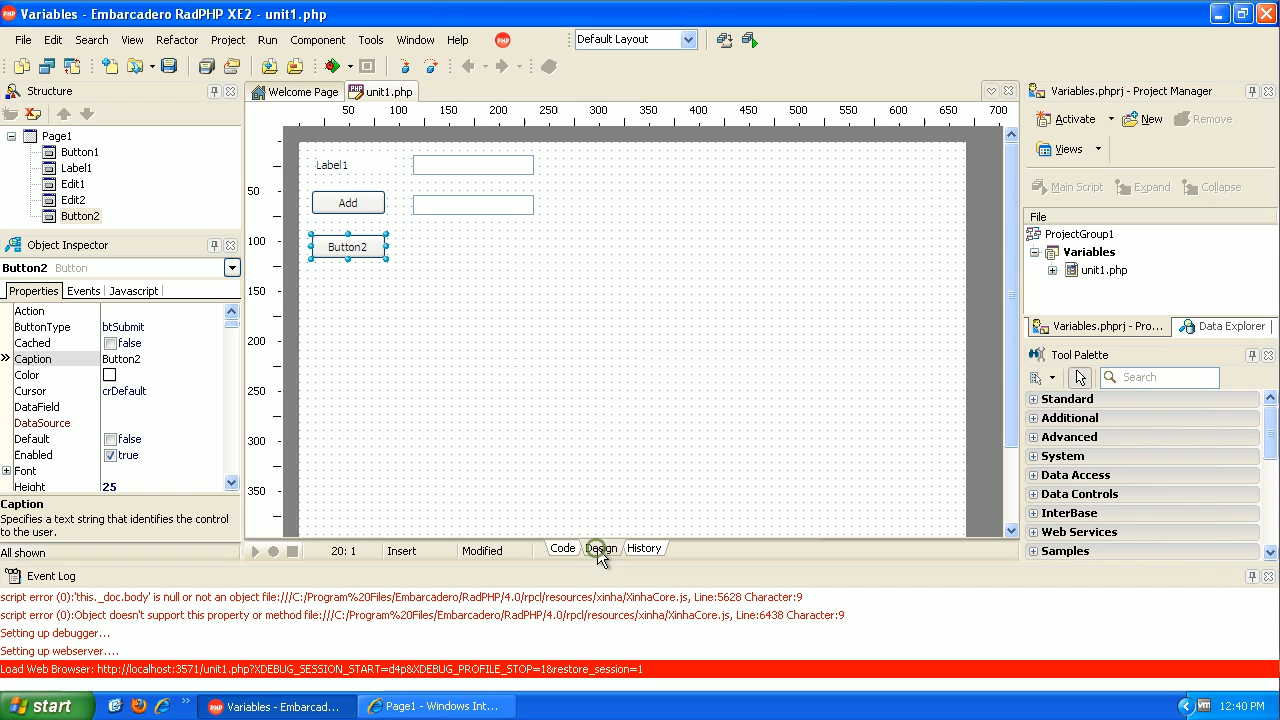 Variables - Embarcadero RadPHP XE2 - unit1.php
File Edit Search View Refactor Project Run Component Tools Window Help
Default Layout
Structure
Page1
Button1
Label1
Edit1
Edit2
Button2
Object Inspector
Button2 Button
Properties Events Javascript
Action
ButtonType btSubmit
Cached false
Caption Button2
Color
Cursor crDefault
DataField
DataSource
Default false
Enabled true
Font
Height 25
Caption
Specifies a text string that identifies the control
to the user.
All shown
Welcome Page unit1.php
50 100 150 200 250 300 350 400 450 500 550 600 650 700
50
100
150
200
250
300
350
Label1
Add
Button2
20: 1 Insert Modified Code Design History
Variables.phprj - Project Manager
Activate New Remove
Views
Main Script Expand Collapse
File
ProjectGroup1
Variables
unit1.php
Variables.phprj - Pro... Data Explorer
Tool Palette
Search
Standard
Additional
Advanced
System
Data Access
Data Controls
InterBase
Web Services
Samples
Event Log
script error (0):'this._doc.body' is null or not an object file:///C:/Program%20Files/Embarcadero/RadPHP/4.0/rpcl/resources/xinha/XinhaCore.js, Line:5628 Character:9
script error (0):Object doesn't support this property or method file:///C:/Program%20Files/Embarcadero/RadPHP/4.0/rpcl/resources/xinha/XinhaCore.js, Line:6438 Character:9
Setting up debugger...
Setting up webserver....
Load Web Browser: http://localhost:3571/unit1.php?XDEBUG_SESSION_START=d4p&XDEBUG_PROFILE_STOP=1&restore_session=1
start Variables - Embarcad... Page1 - Windows Int... 12:40 PM